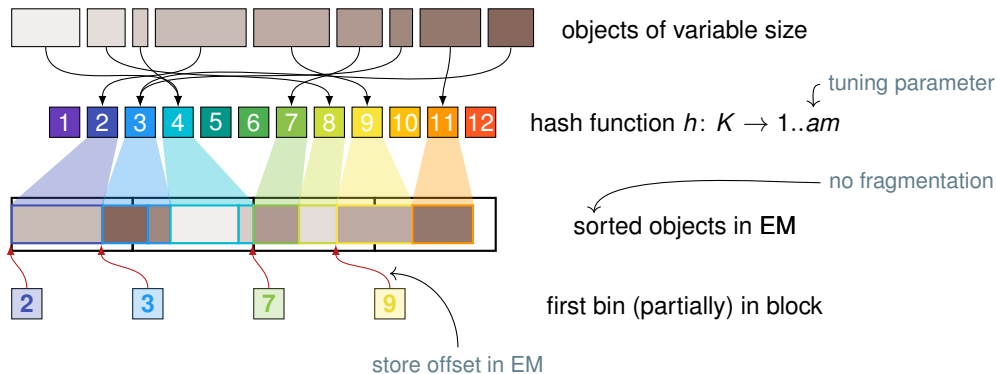 objects of variable size
tuning parameter
1 2 3 4 5 6 7 8 9 10 11 12
hash function h: K → 1..am
no fragmentation
sorted objects in EM
2 3 7 9
first bin (partially) in block
store offset in EM